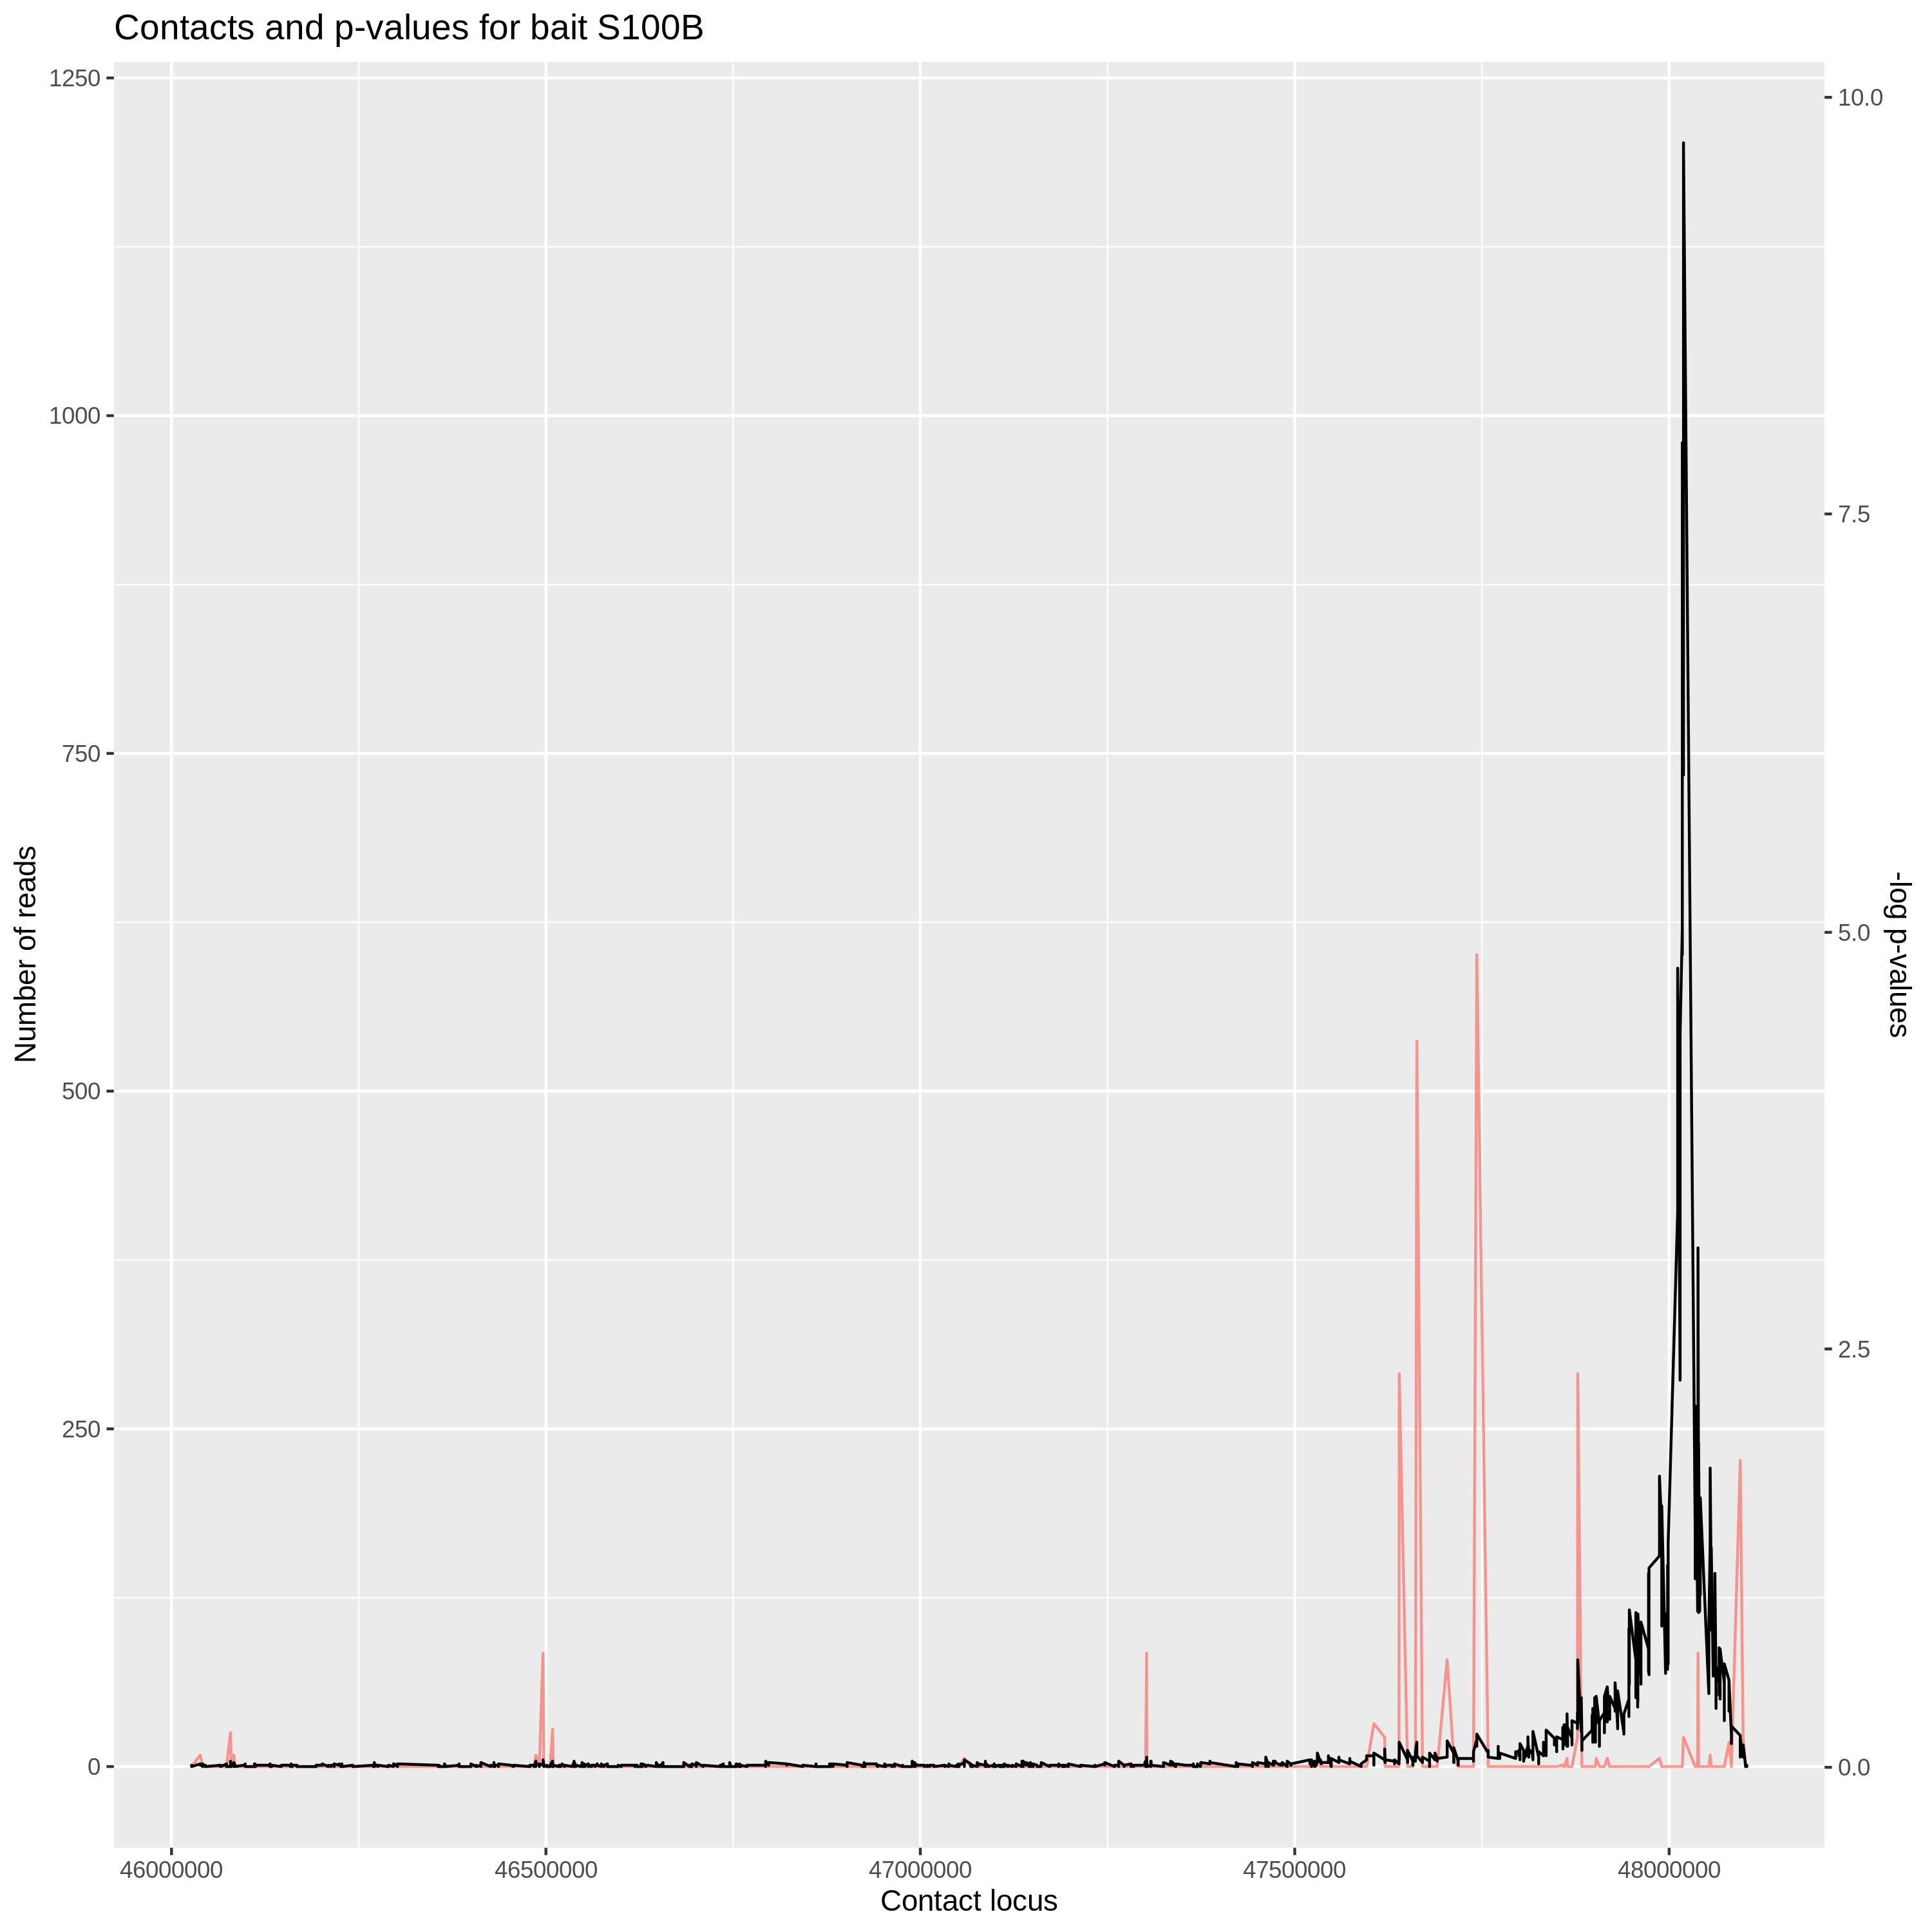 Contacts and p-values for bait S100B
1250
1000
750
500
250
0
Number of reads
10.0
7.5
5.0
2.5
0.0
-log p-values
46000000 46500000 47000000 47500000 48000000
Contact locus